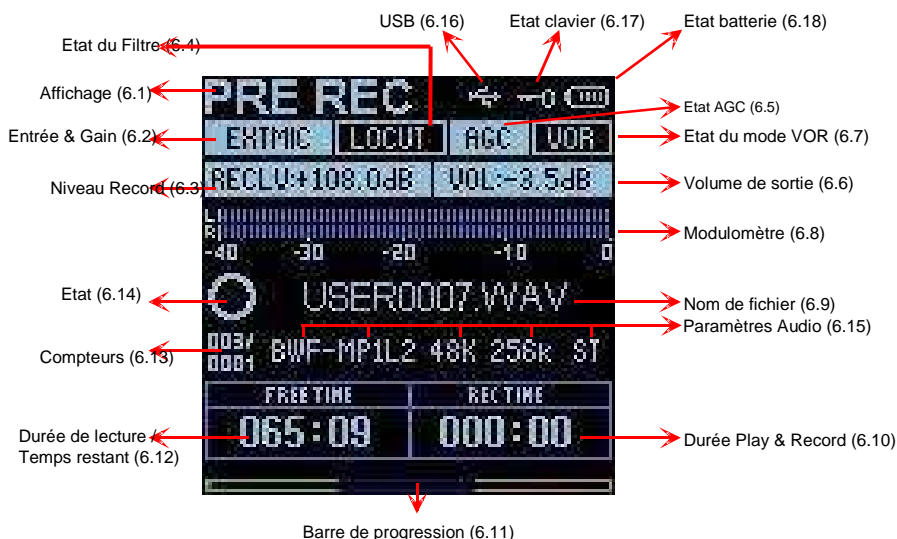 USB (6.16)
Etat clavier (6.17)
Etat batterie (6.18)
Etat du Filtre (6.4)
Affichage (6.1)
PRE REC
Etat AGC (6.5)
Entrée & Gain (6.2)
EXTMIC LOCUT AGC VOR
Etat du mode VOR (6.7)
Niveau Record (6.3)
RECLV:+108.0dB VOL:-3.5dB
Volume de sortie (6.6)
L
R
Modulomètre (6.8)
-40 -30 -20 -10 0
Etat (6.14)
USER0007.WAV
Nom de fichier (6.9)
Paramètres Audio (6.15)
Compteurs (6.13)
003/
0001
BWF-MP1L2 48K 256K ST
FREE TIME REC TIME
Durée de lecture /
Temps restant (6.12)
065:09 000:00
Durée Play & Record (6.10)
Barre de progression (6.11)